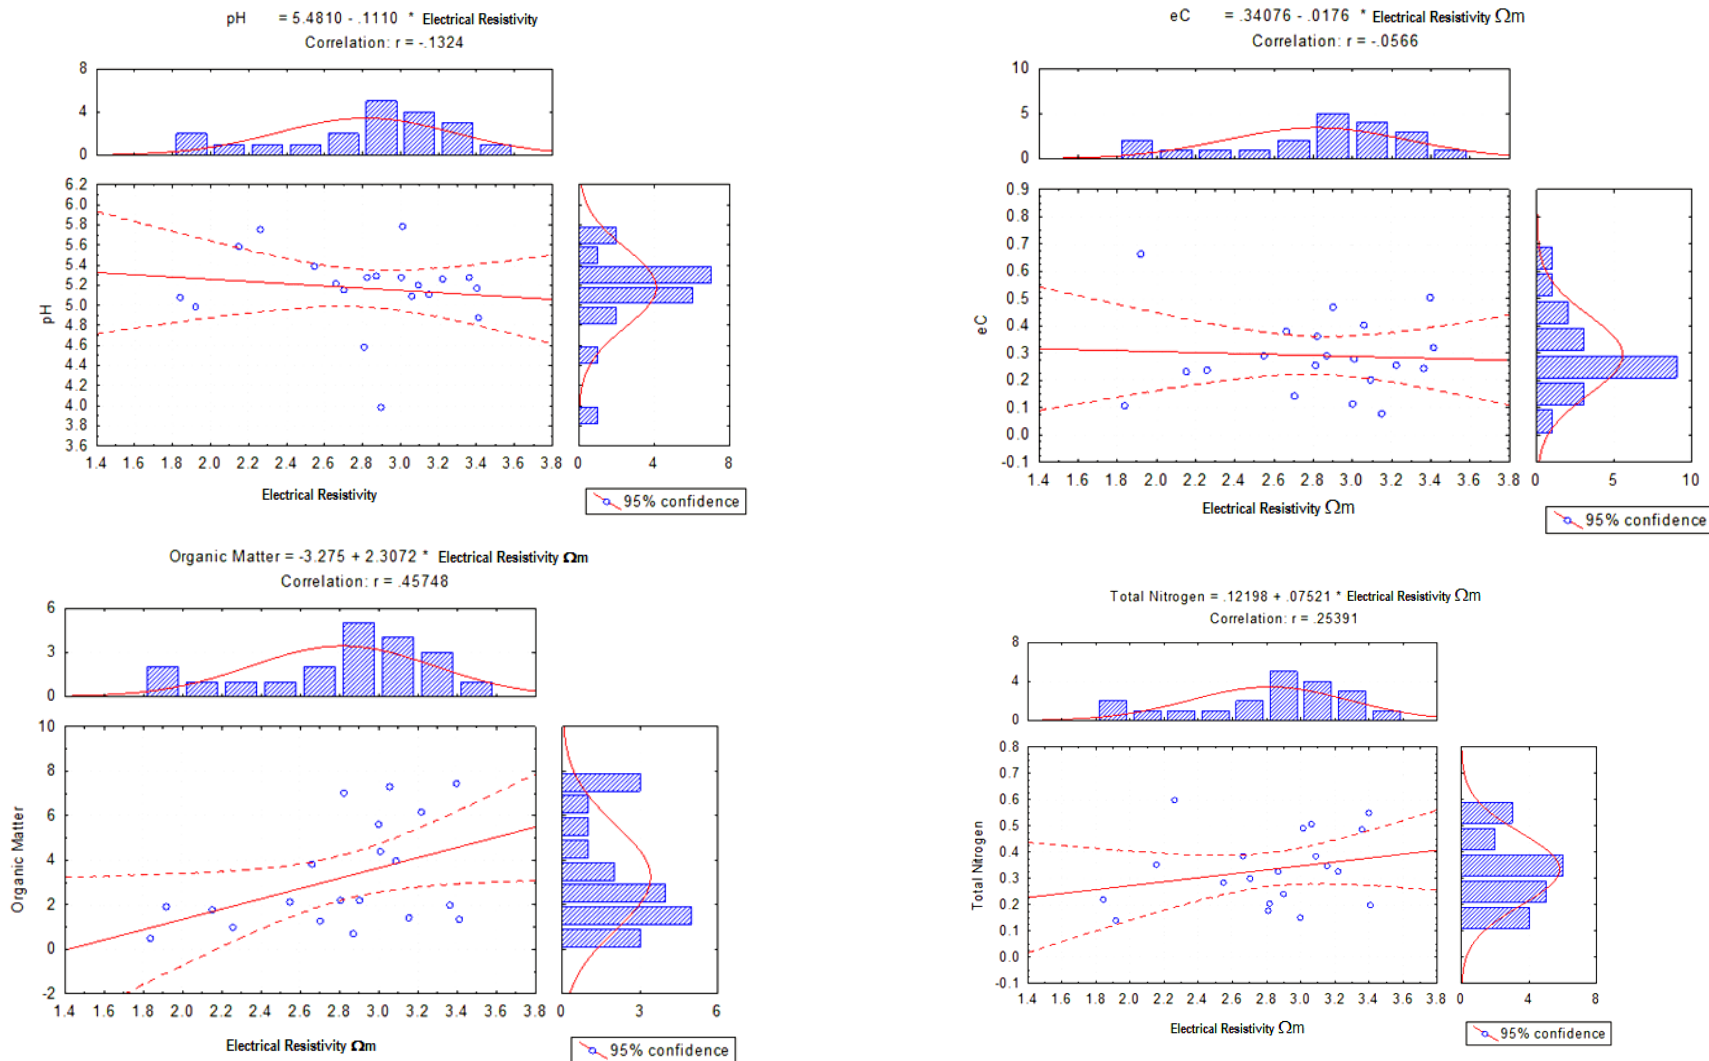 pH = 5.4810 - .1110 * Electrical Resistivity
Correlation: r = -.1324
8
4
0
6.2
6.0
5.8
5.6
5.4
5.2
5.0
4.8
4.6
4.4
4.2
4.0
3.8
3.6
pH
1.4 1.6 1.8 2.0 2.2 2.4 2.6 2.8 3.0 3.2 3.4 3.6 3.8
0 4 8
Electrical Resistivity
95% confidence
eC = .34076 - .0176 * Electrical Resistivity Ωm
Correlation: r = -.0566
10
5
0
0.9
0.8
0.7
0.6
0.5
0.4
0.3
0.2
0.1
0.0
-0.1
eC
1.4 1.6 1.8 2.0 2.2 2.4 2.6 2.8 3.0 3.2 3.4 3.6 3.8
0 5 10
Electrical Resistivity Ωm
95% confidence
Organic Matter = -3.275 + 2.3072 * Electrical Resistivity Ωm
Correlation: r = .45748
6
3
0
10
8
6
4
2
0
-2
Organic Matter
1.4 1.6 1.8 2.0 2.2 2.4 2.6 2.8 3.0 3.2 3.4 3.6 3.8
0 3 6
Electrical Resistivity Ωm
95% confidence
Total Nitrogen = .12198 + .07521 * Electrical Resistivity Ωm
Correlation: r = .25391
8
4
0
0.8
0.7
0.6
0.5
0.4
0.3
0.2
0.1
0.0
-0.1
Total Nitrogen
1.4 1.6 1.8 2.0 2.2 2.4 2.6 2.8 3.0 3.2 3.4 3.6 3.8
0 4 8
Electrical Resistivity Ωm
95% confidence